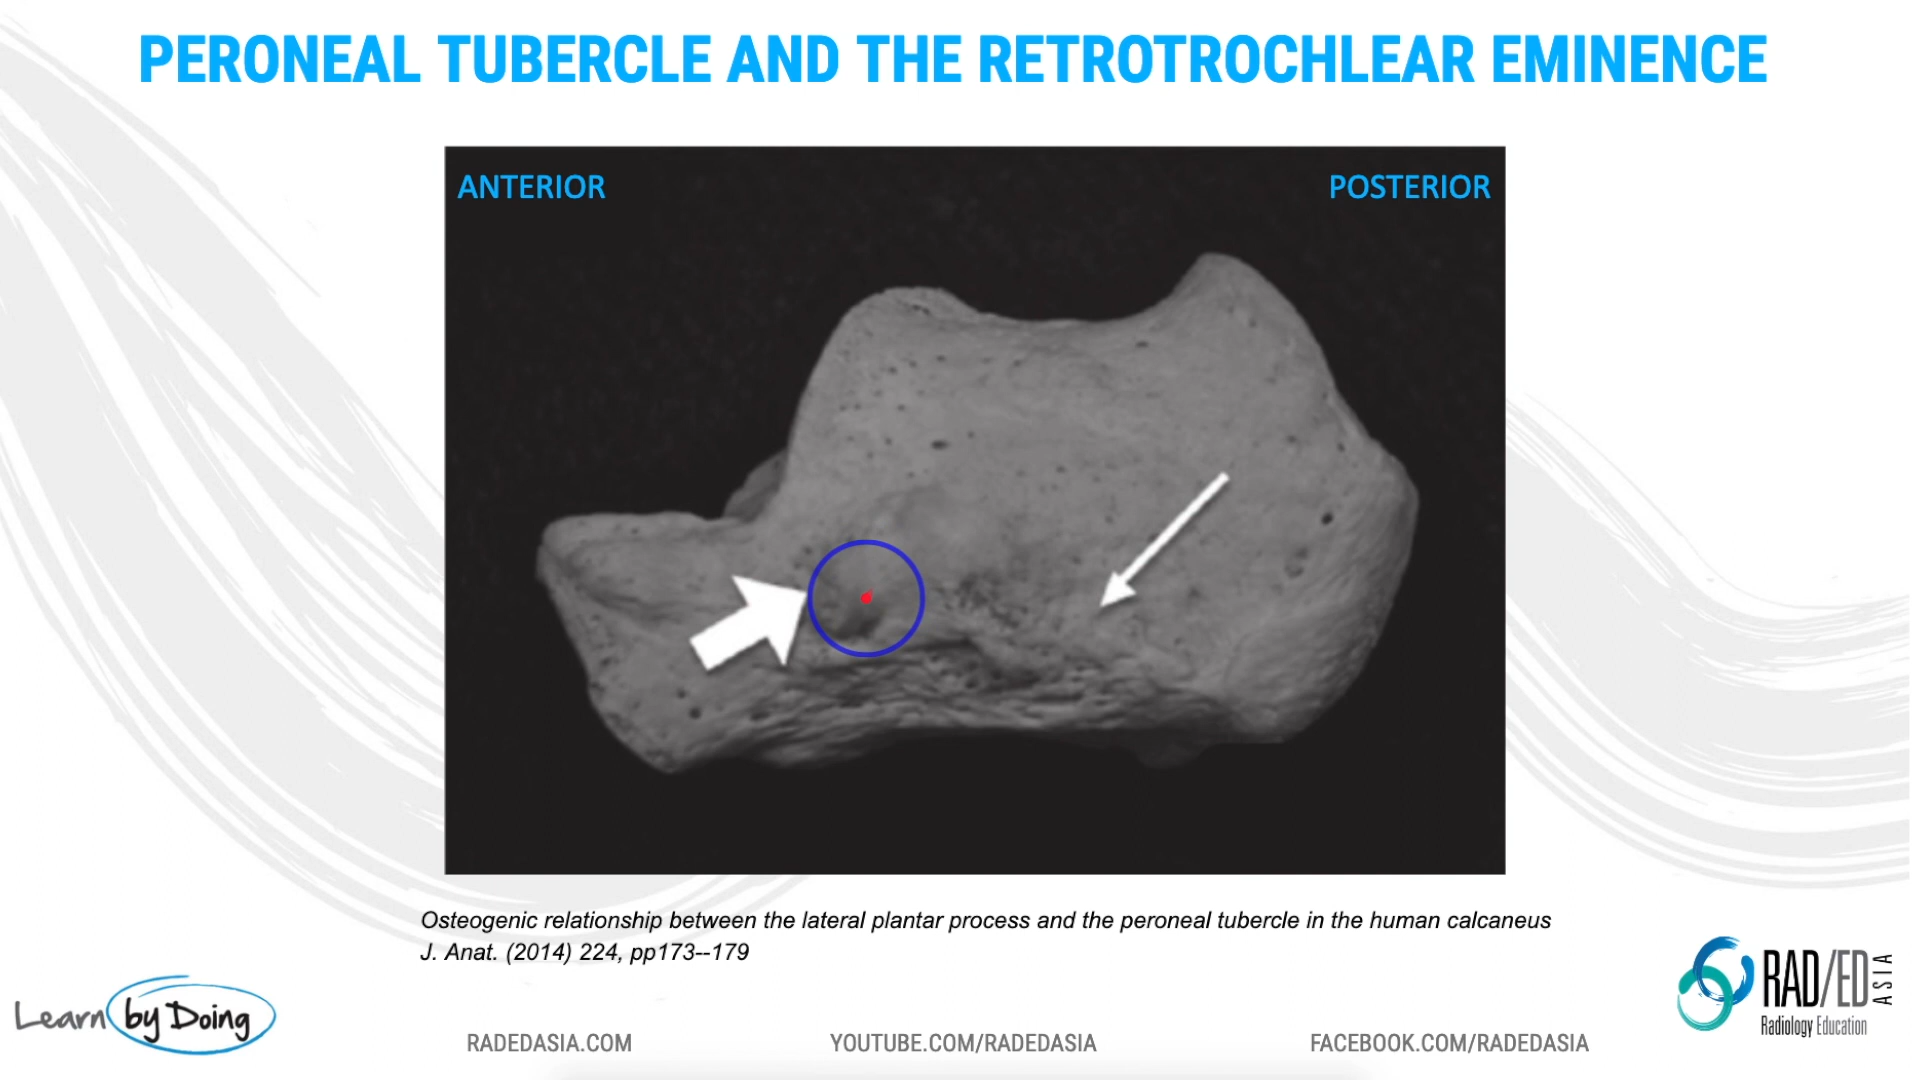 PERONEAL TUBERCLE AND THE RETROTROCHLEAR EMINENCE
ANTERIOR
POSTERIOR
Osteogenic relationship between the lateral plantar process and the peroneal tubercle in the human calcaneus
J. Anat. (2014) 224, pp173--179
Learn by Doing
RADEDASIA.COM
YOUTUBE.COM/RADEDASIA
FACEBOOK.COM/RADEDASIA
RAD/ED ASIA
Radiology Education